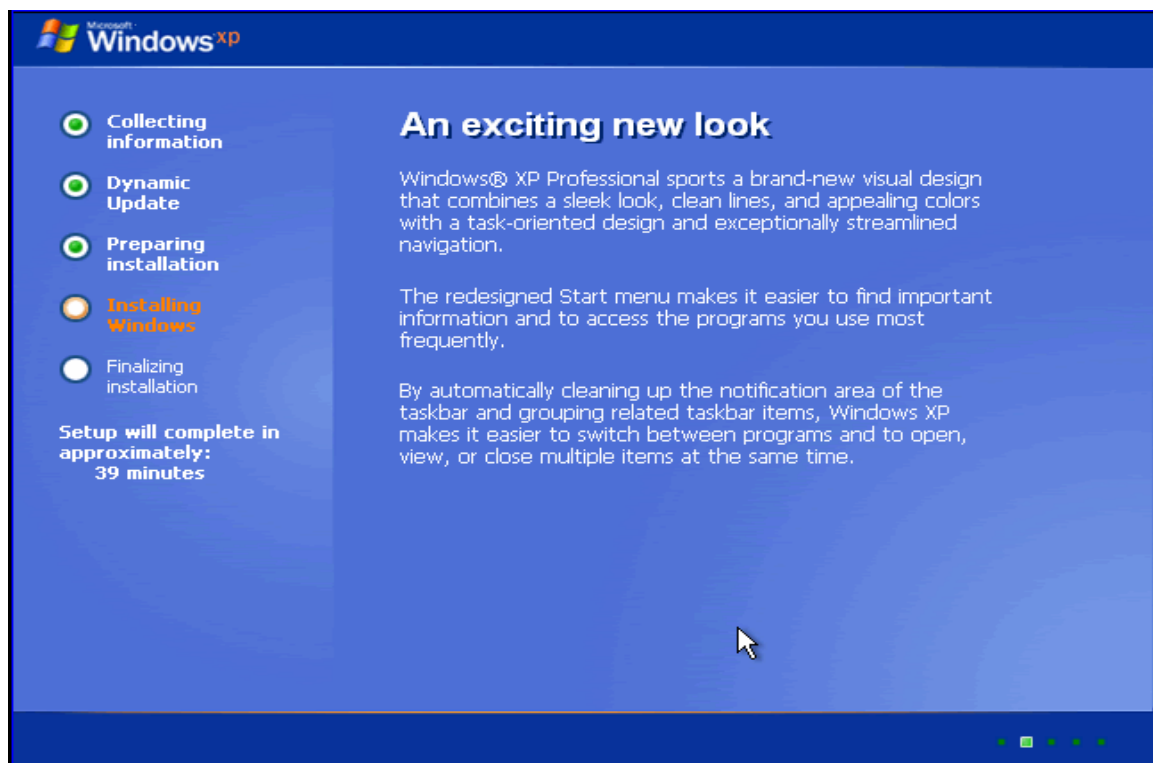 Microsoft
Windows xp
Collecting
information
Dynamic
Update
Preparing
installation
Installing
Windows
Finalizing
installation
Setup will complete in
approximately:
39 minutes
An exciting new look
Windows® XP Professional sports a brand-new visual design
that combines a sleek look, clean lines, and appealing colors
with a task-oriented design and exceptionally streamlined
navigation.
The redesigned Start menu makes it easier to find important
information and to access the programs you use most
frequently.
By automatically cleaning up the notification area of the
taskbar and grouping related taskbar items, Windows XP
makes it easier to switch between programs and to open,
view, or close multiple items at the same time.